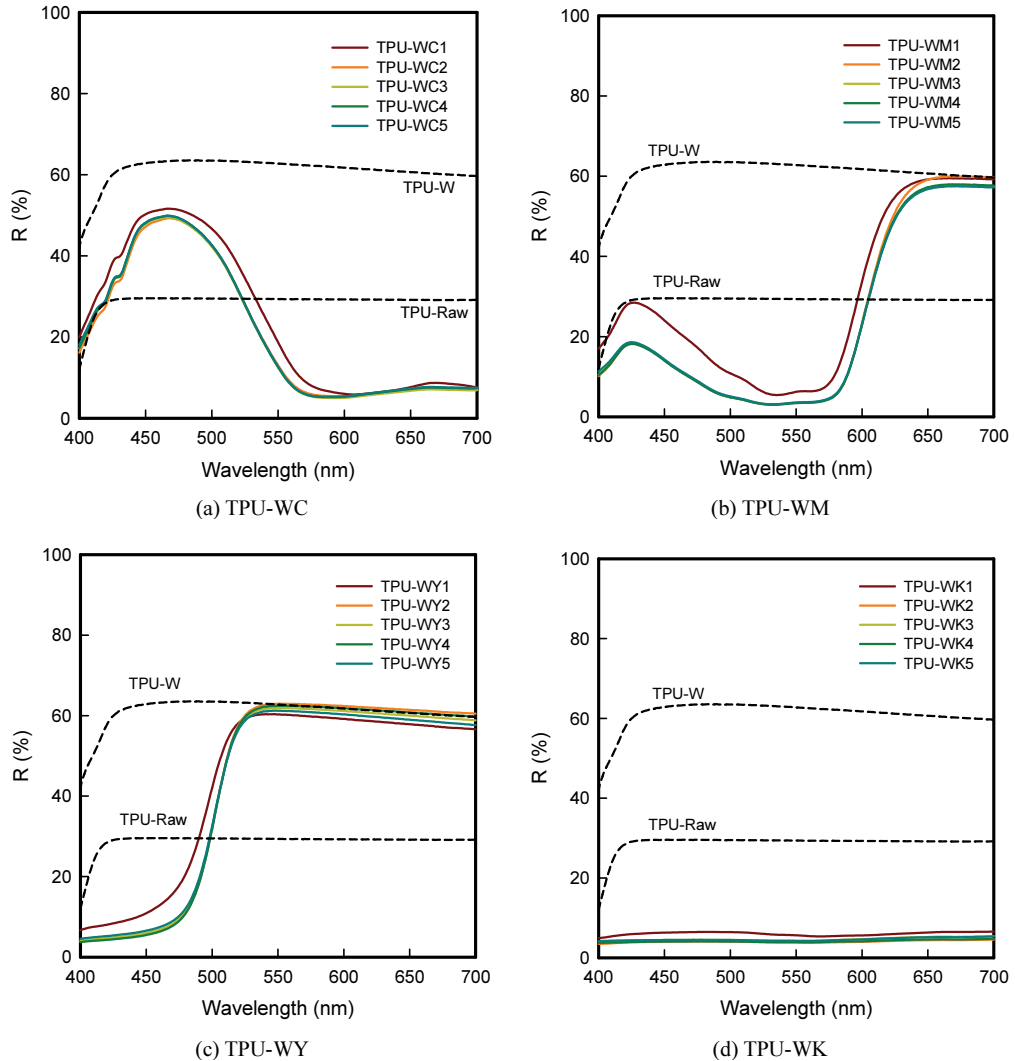 100
80
60
40
20
0
R (%)
TPU-WC1
TPU-WC2
TPU-WC3
TPU-WC4
TPU-WC5
TPU-W
TPU-Raw
400 450 500 550 600 650 700
Wavelength (nm)
(a) TPU-WC
100
80
60
40
20
0
R (%)
TPU-WM1
TPU-WM2
TPU-WM3
TPU-WM4
TPU-WM5
TPU-W
TPU-Raw
400 450 500 550 600 650 700
Wavelength (nm)
(b) TPU-WM
100
80
60
40
20
0
R (%)
TPU-WY1
TPU-WY2
TPU-WY3
TPU-WY4
TPU-WY5
TPU-W
TPU-Raw
400 450 500 550 600 650 700
Wavelength (nm)
(c) TPU-WY
100
80
60
40
20
0
R (%)
TPU-WK1
TPU-WK2
TPU-WK3
TPU-WK4
TPU-WK5
TPU-W
TPU-Raw
400 450 500 550 600 650 700
Wavelength (nm)
(d) TPU-WK